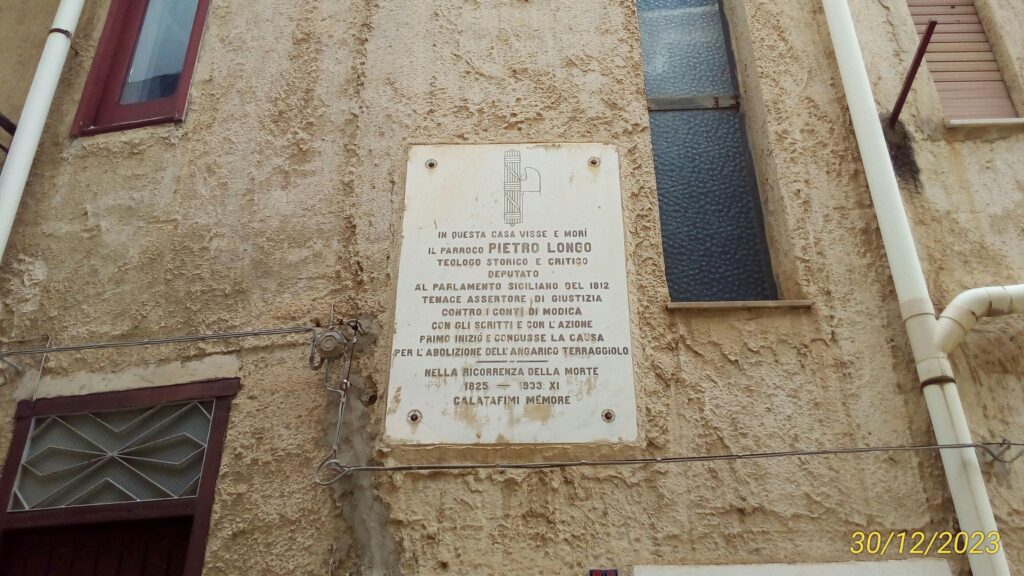 IN QUESTA CASA VISSE E MORÌ
IL PARROCO PIETRO LONGO
TEOLOGO STORICO E CRITICO
DEPUTATO
AL PARLAMENTO SICILIANO DEL 1812
TENACE ASSERTORE DI GIUSTIZIA
CONTRO I CONTI DI MODICA
CON GLI SCRITTI E CON L'AZIONE
PRIMO INIZIÒ E CONDUSSE LA CAUSA
PER L'ABOLIZIONE DELL'ANGARICO TERRAGGIOLO
NELLA RICORRENZA DELLA MORTE
1825 — 1933. XI
CALATAFIMI MEMORE
30/12/2023